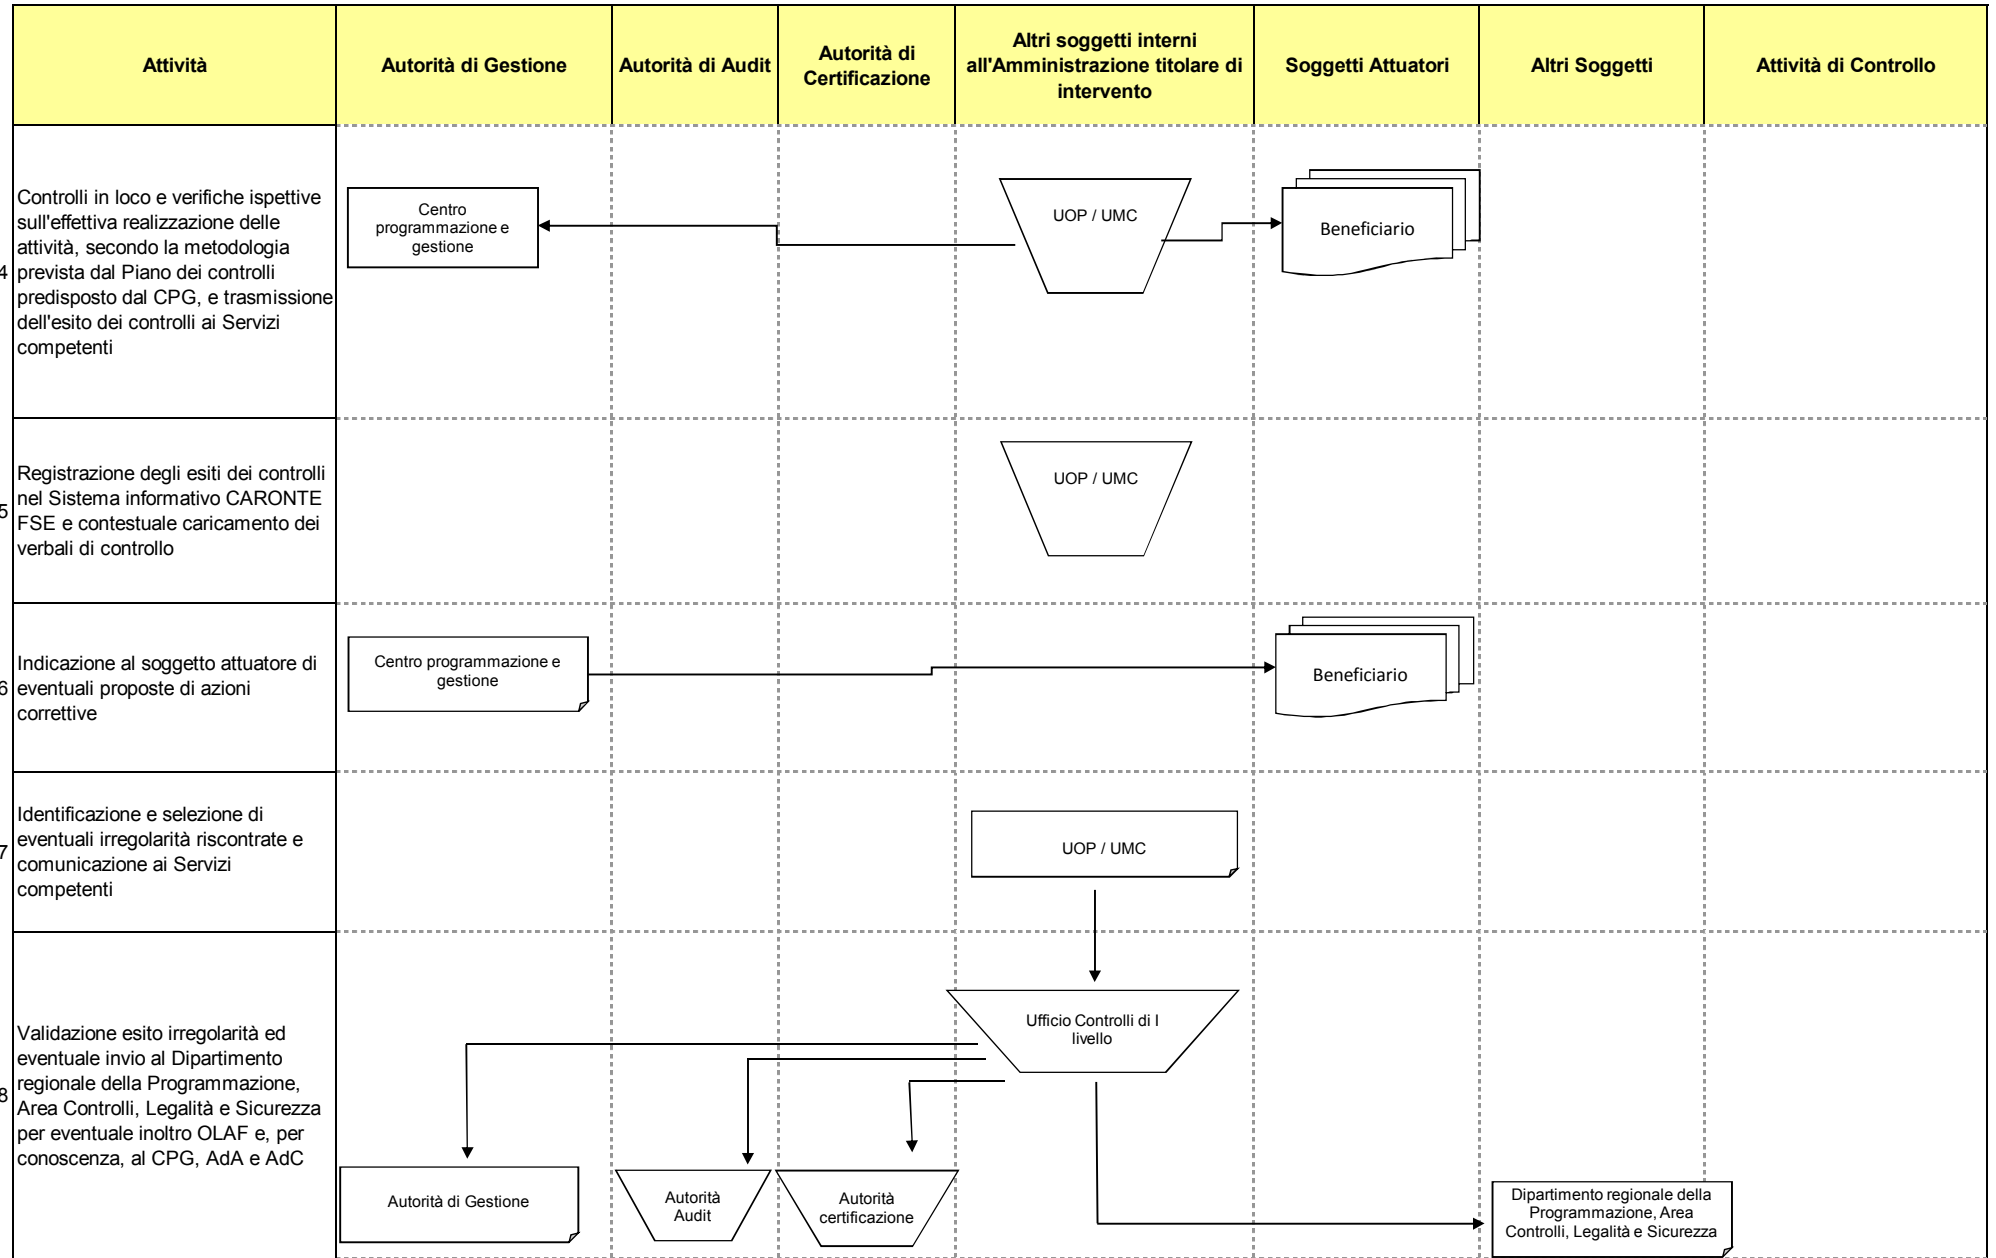 Attività
Autorità di Gestione
Autorità di Audit
Autorità di
Certificazione
Altri soggetti interni
all'Amministrazione titolare di
intervento
Soggetti Attuatori
Altri Soggetti
Attività di Controllo
4
Controlli in loco e verifiche ispettive
sull'effettiva realizzazione delle
attività, secondo la metodologia
prevista dal Piano dei controlli
predisposto dal CPG, e trasmissione
dell'esito dei controlli ai Servizi
competenti
Centro
programmazione e
gestione
UOP / UMC
Beneficiario
5
Registrazione degli esiti dei controlli
nel Sistema informativo CARONTE
FSE e contestuale caricamento dei
verbali di controllo
UOP / UMC
6
Indicazione al soggetto attuatore di
eventuali proposte di azioni
correttive
Centro programmazione e
gestione
Beneficiario
7
Identificazione e selezione di
eventuali irregolarità riscontrate e
comunicazione ai Servizi
competenti
UOP / UMC
8
Validazione esito irregolarità ed
eventuale invio al Dipartimento
regionale della Programmazione,
Area Controlli, Legalità e Sicurezza
per eventuale inoltro OLAF e, per
conoscenza, al CPG, AdA e AdC
Ufficio Controlli di I
livello
Autorità di Gestione
Autorità
Audit
Autorità
certificazione
Dipartimento regionale della
Programmazione, Area
Controlli, Legalità e Sicurezza